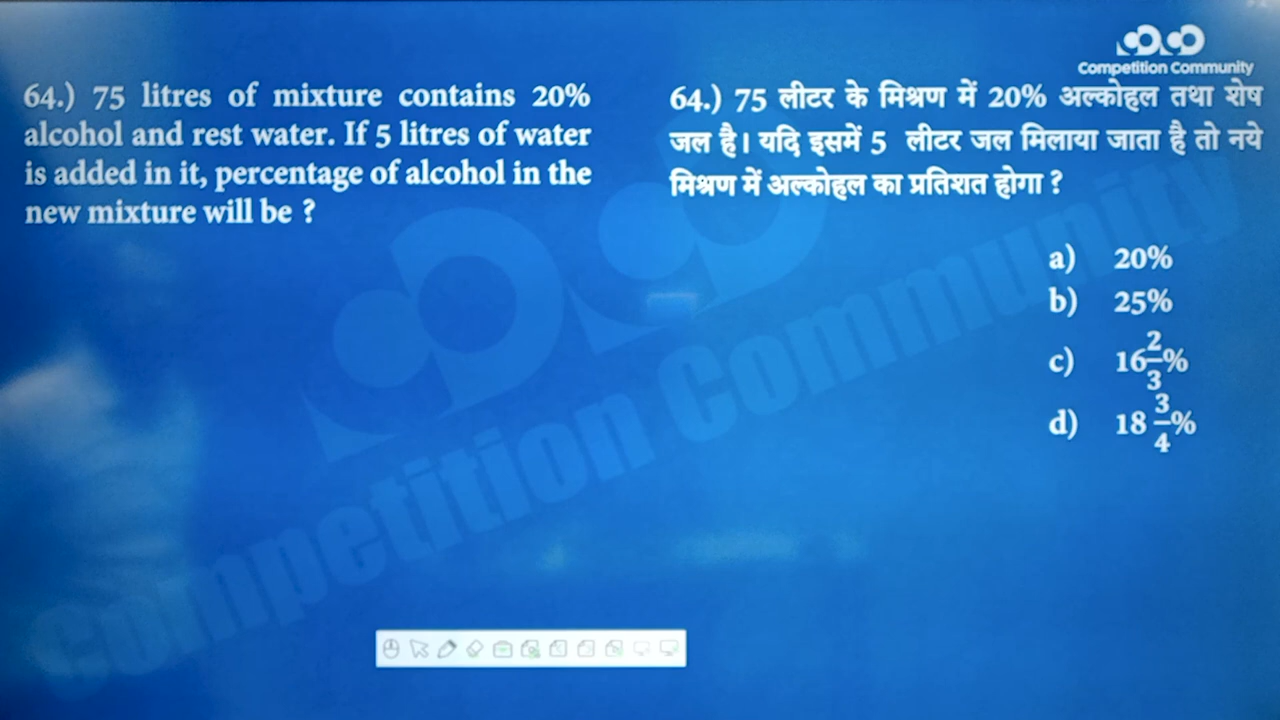 Competition Community
64.) 75 litres of mixture contains 20%
alcohol and rest water. If 5 litres of water
is added in it, percentage of alcohol in the
new mixture will be ?
64.) 75 लीटर के मिश्रण में 20% अल्कोहल तथा शेष
जल है। यदि इसमें 5 लीटर जल मिलाया जाता है तो नये
मिश्रण में अल्कोहल का प्रतिशत होगा ?
a) 20%
b) 25%
c) 16 2/3%
d) 18 3/4%
Competition Community